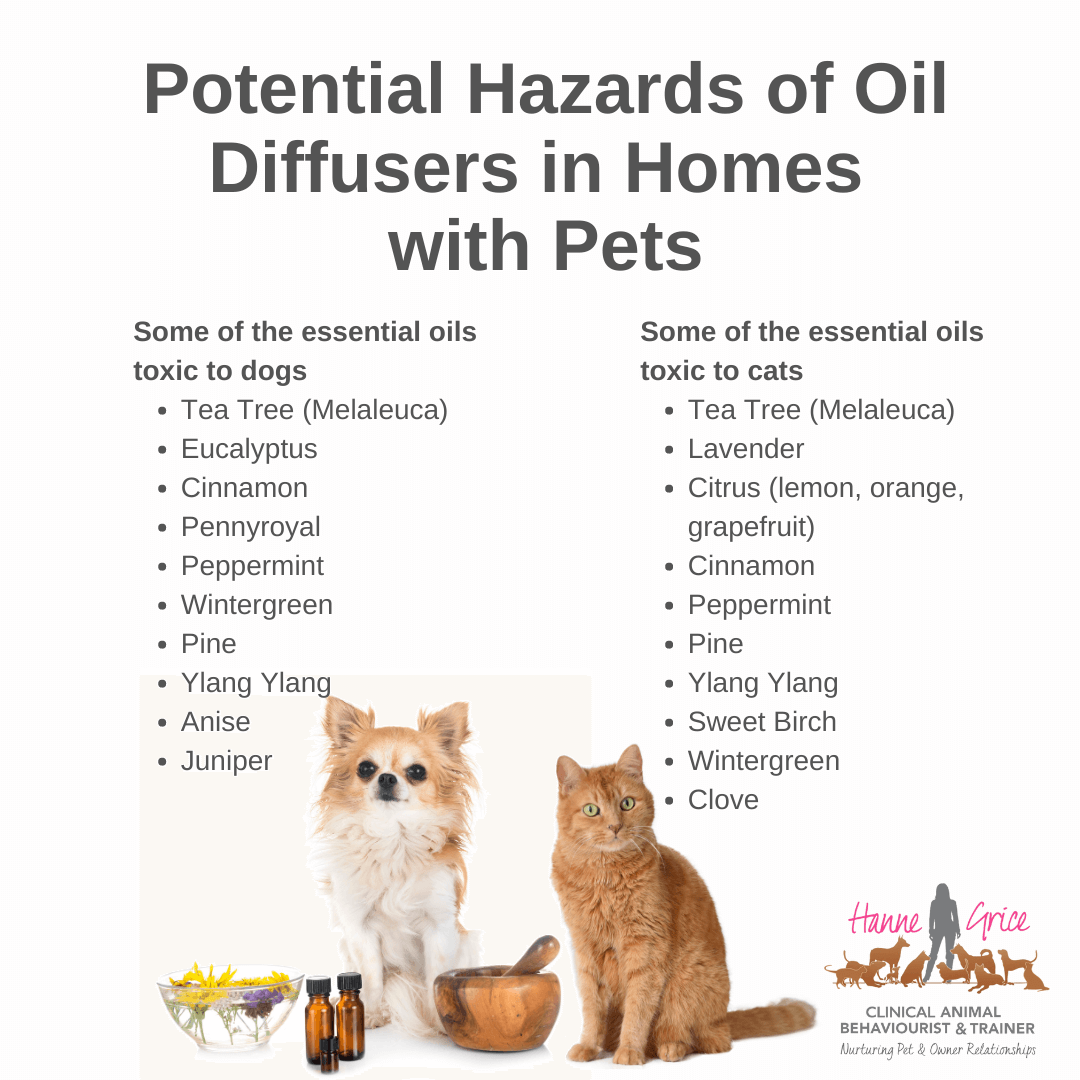 Potential Hazards of Oil
Diffusers in Homes
with Pets
Some of the essential oils
toxic to dogs
• Tea Tree (Melaleuca)
• Eucalyptus
• Cinnamon
• Pennyroyal
• Peppermint
• Wintergreen
• Pine
• Ylang Ylang
• Anise
• Juniper
Some of the essential oils
toxic to cats
• Tea Tree (Melaleuca)
• Lavender
• Citrus (lemon, orange,
grapefruit)
• Cinnamon
• Peppermint
• Pine
• Ylang Ylang
• Sweet Birch
• Wintergreen
• Clove
Hanne Grice
CLINICAL ANIMAL
BEHAVIOURIST & TRAINER
Nurturing Pet & Owner Relationships